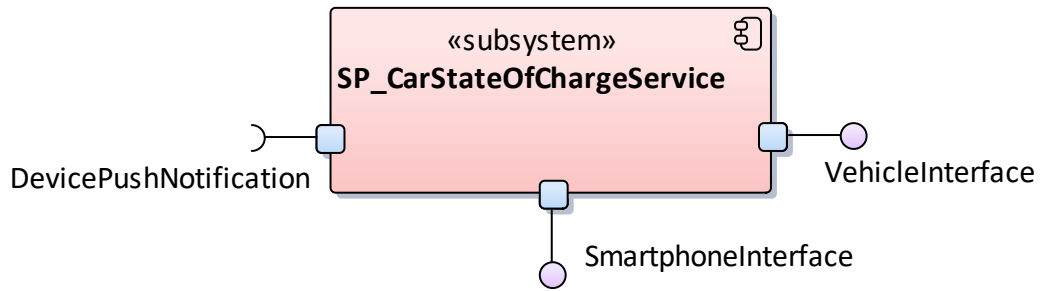 «subsystem»
SP_CarStateOfChargeService
DevicePushNotification
VehicleInterface
SmartphoneInterface